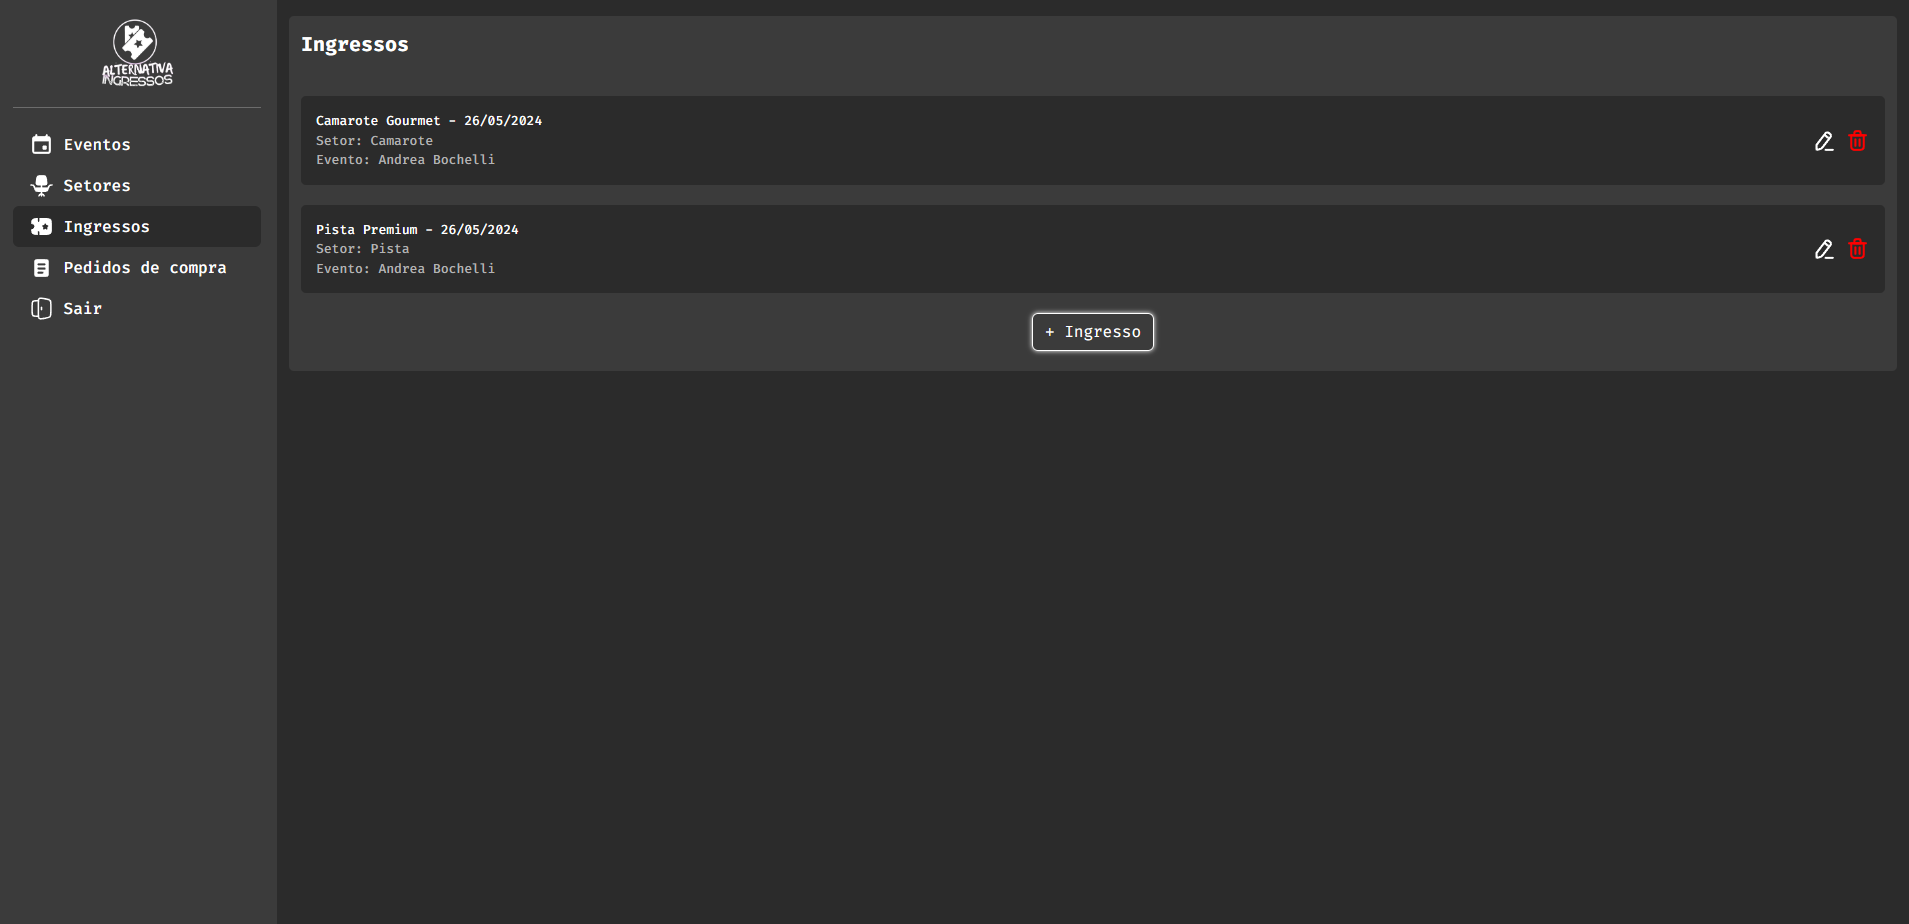 ALTERNATIVA
INGRESSOS
Eventos
Setores
Ingressos
Pedidos de compra
Sair
Ingressos
Camarote Gourmet - 26/05/2024
Setor: Camarote
Evento: Andrea Bochelli
Pista Premium - 26/05/2024
Setor: Pista
Evento: Andrea Bochelli
+ Ingresso